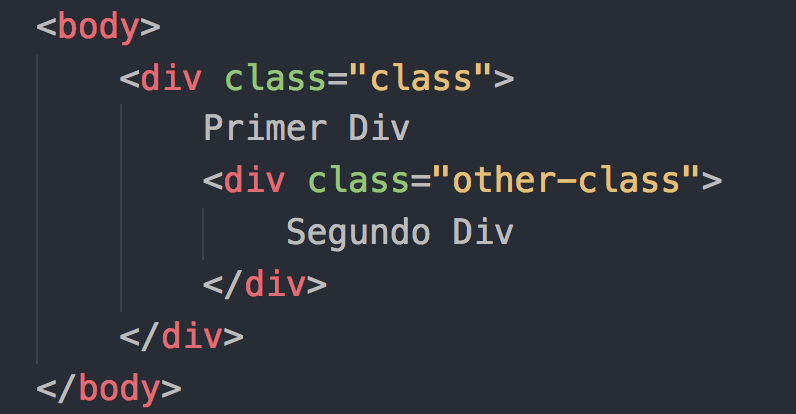 <body>
<div class="class">
Primer Div
<div class="other-class">
Segundo Div
</div>
</div>
</body>